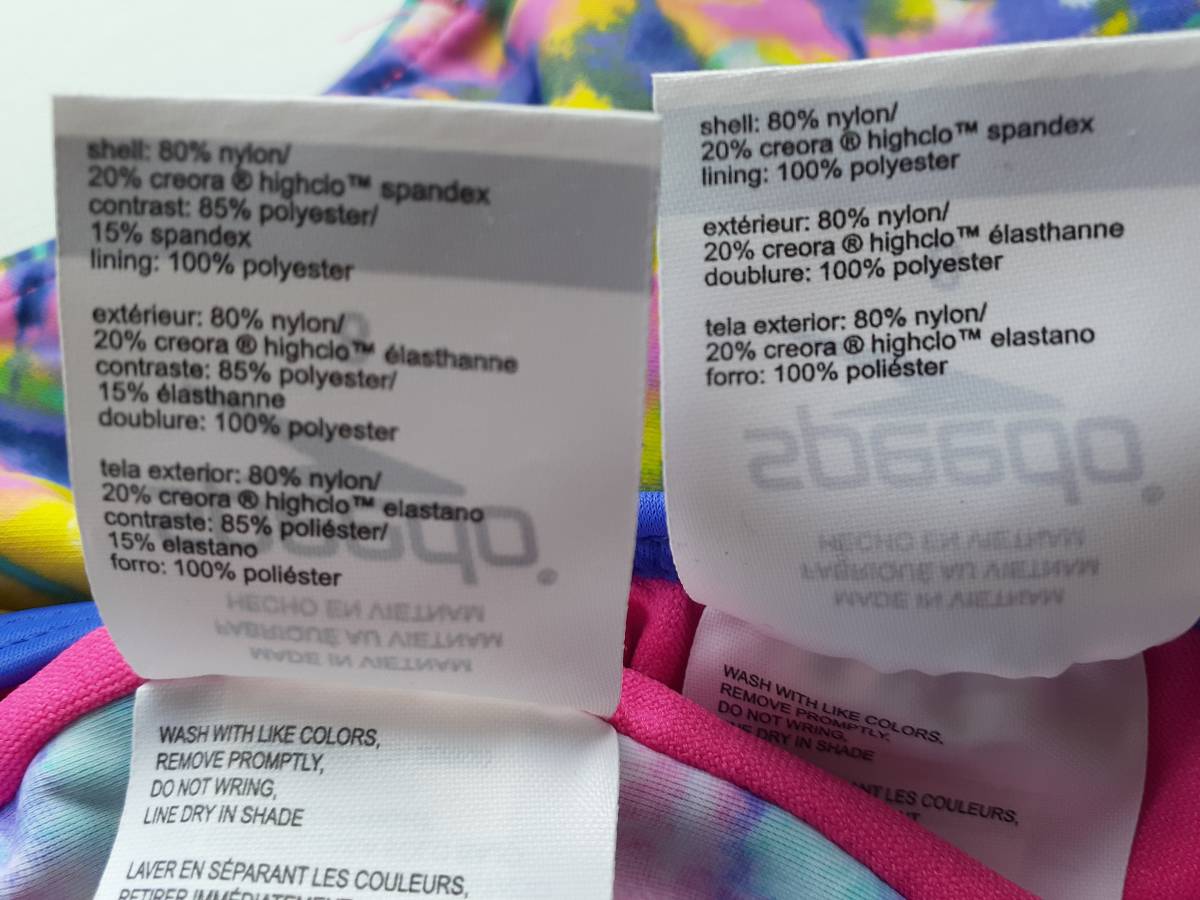 shell: 80% nylon/
20% creora ® highclo™ spandex
contrast: 85% polyester/
15% spandex
lining: 100% polyester
extérieur: 80% nylon/
20% creora ® highclo™ élasthanne
contraste: 85% polyester/
15% élasthanne
doublure: 100% polyester
tela exterior: 80% nylon/
20% creora ® highclo™ elastano
contraste: 85% poliéster/
15% elastano
forro: 100% poliéster
speedo®
HECHO EN VIETNAM
FABRIQUÉ AU VIETNAM
MADE IN VIETNAM
WASH WITH LIKE COLORS,
REMOVE PROMPTLY,
DO NOT WRING,
LINE DRY IN SHADE
LAVER EN SÉPARANT LES COULEURS,
RETIRER IMMÉDIATEMENT
shell: 80% nylon/
20% creora ® highclo™ spandex
lining: 100% polyester
extérieur: 80% nylon/
20% creora ® highclo™ élasthanne
doublure: 100% polyester
tela exterior: 80% nylon/
20% creora ® highclo™ elastano
forro: 100% poliéster
speedo®
HECHO EN VIETNAM
FABRIQUÉ AU VIETNAM
MADE IN VIETNAM
WASH WITH LIKE COLORS,
REMOVE PROMPTLY,
DO NOT WRING,
DRY IN SHADE
LES COULEURS,